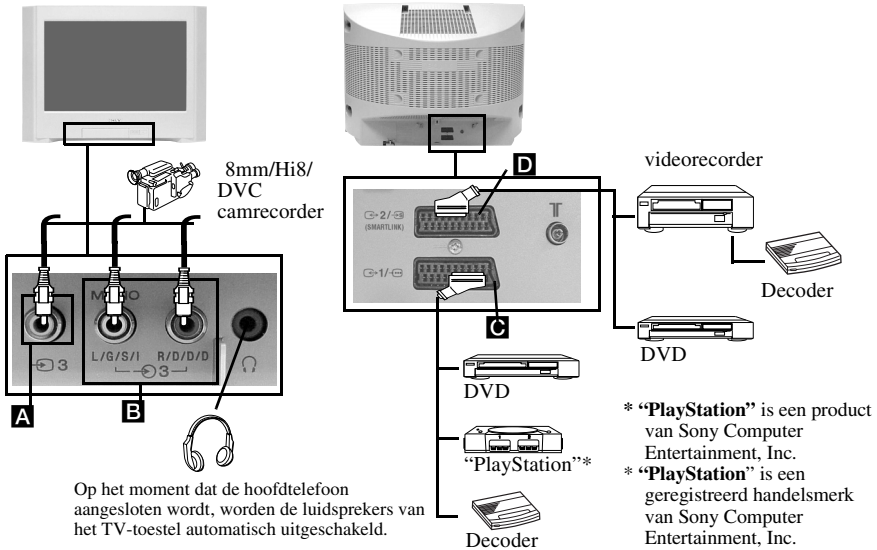 8mm/Hi8/
DVC
camrecorder
MONO
L/G/S/I
R/D/D/D
3
3
A
B
Op het moment dat de hoofdtelefoon
aangesloten wordt, worden de luidsprekers van
het TV-toestel automatisch uitgeschakeld.
D
2/
(SMARTLINK)
1/
C
videorecorder
Decoder
DVD
DVD
“PlayStation”*
Decoder
* “PlayStation” is een product
van Sony Computer
Entertainment, Inc.
* “PlayStation” is een
geregistreerd handelsmerk
van Sony Computer
Entertainment, Inc.